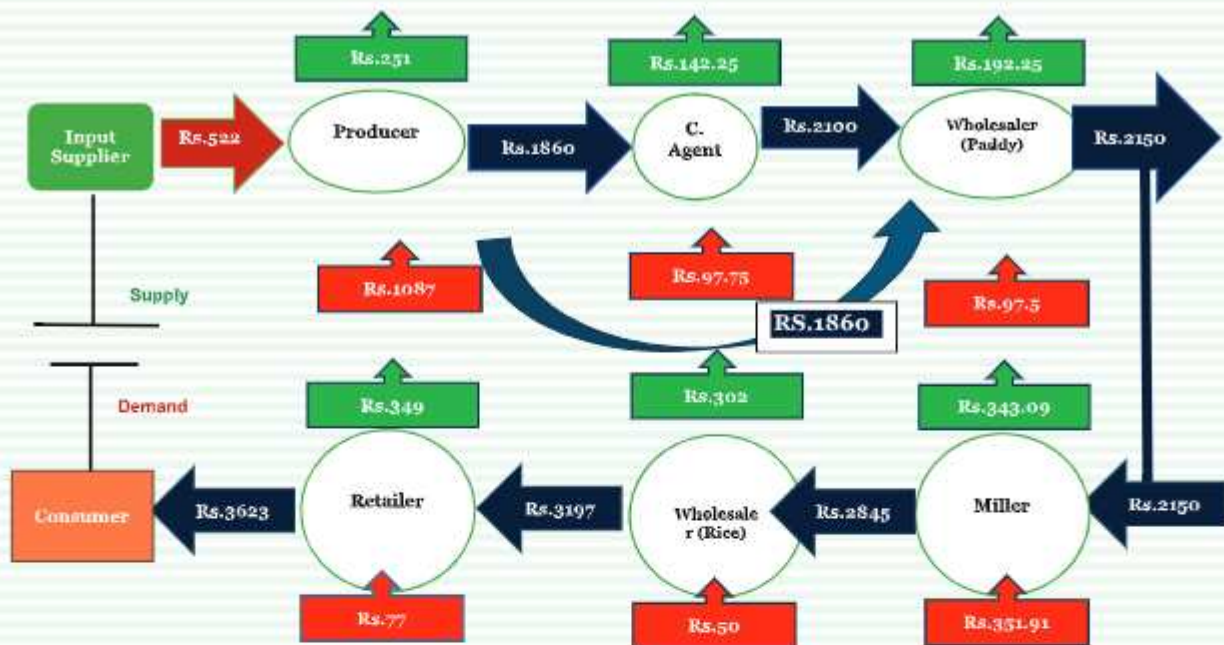 Rs.251
Rs.142.25
Rs.192.25
Input
Supplier
Rs.522
Producer
Rs.1860
C.
Agent
Rs.2100
Wholesaler
(Paddy)
Rs.2150
Rs.1087
Rs.97.75
Rs.97.5
Supply
RS.1860
Demand
Rs.349
Rs.302
Rs.343.09
Consumer
Rs.3623
Retailer
Rs.3197
Wholesale
r (Rice)
Rs.2845
Miller
Rs.2150
Rs.77
Rs.50
Rs.351.91